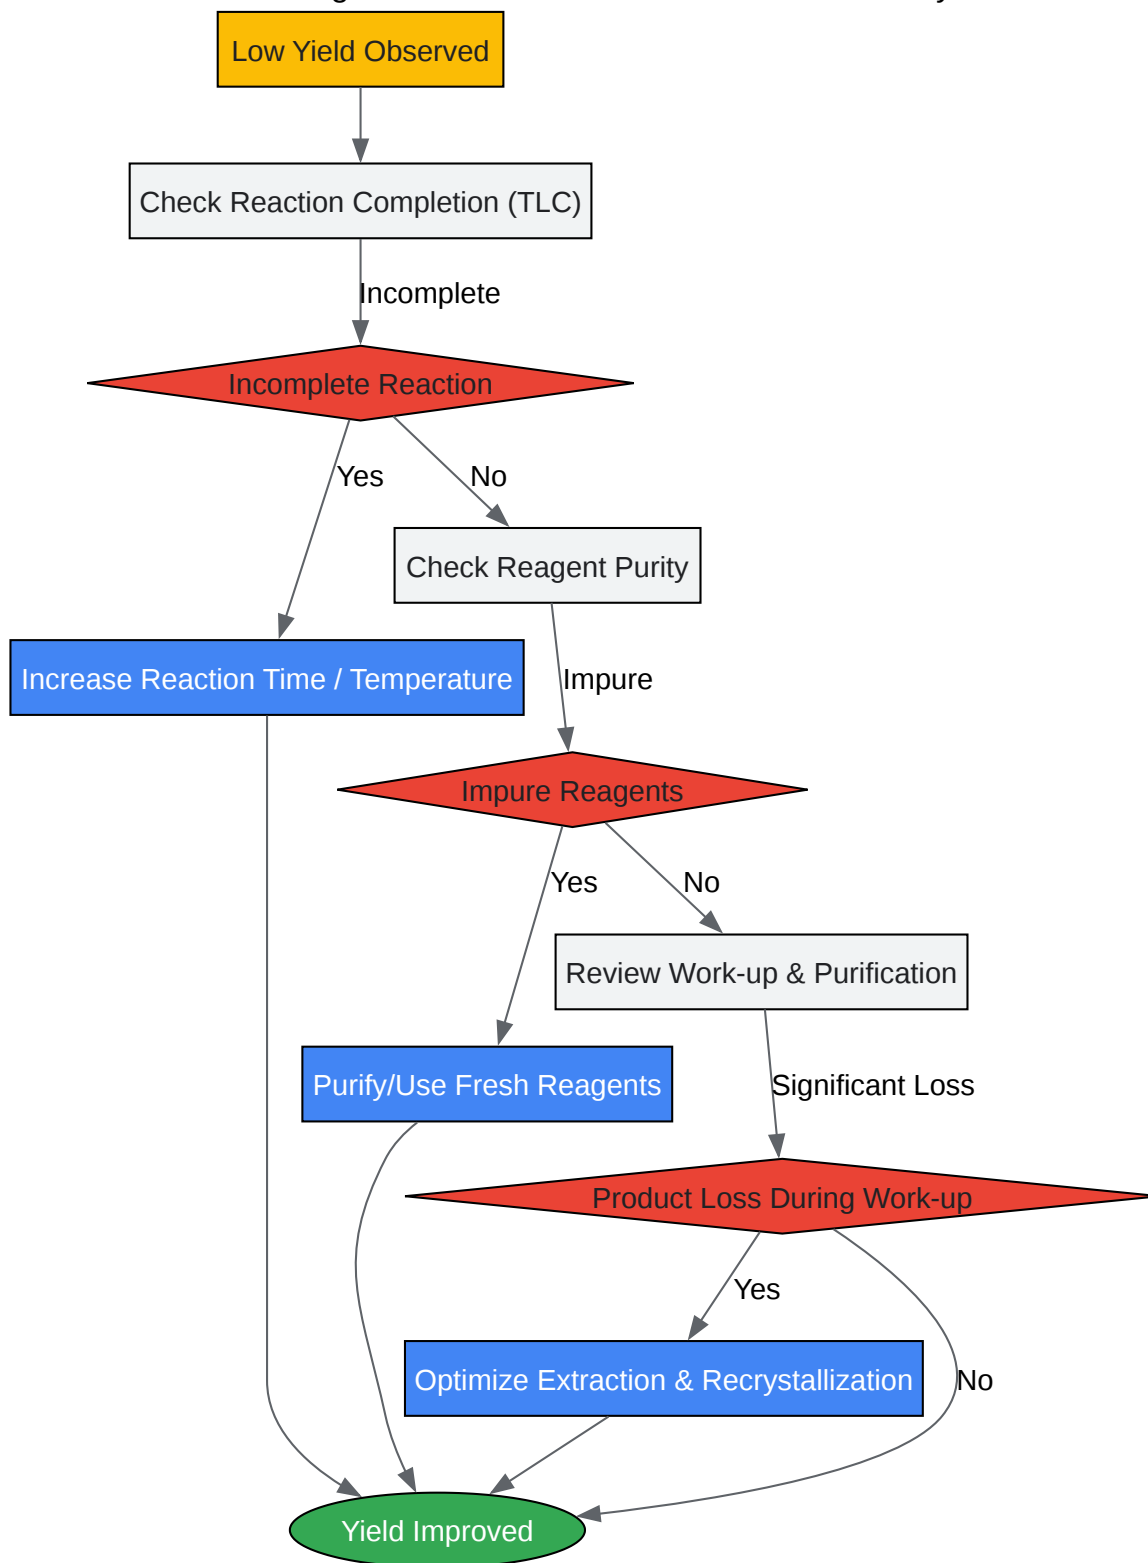 Low Yield Observed
Check Reaction Completion (TLC)
Incomplete
Incomplete Reaction
Yes
No
Check Reagent Purity
Increase Reaction Time / Temperature
Impure
Impure Reagents
Yes
No
Review Work-up & Purification
Purify/Use Fresh Reagents
Significant Loss
Product Loss During Work-up
Yes
Optimize Extraction & Recrystallization
No
Yield Improved